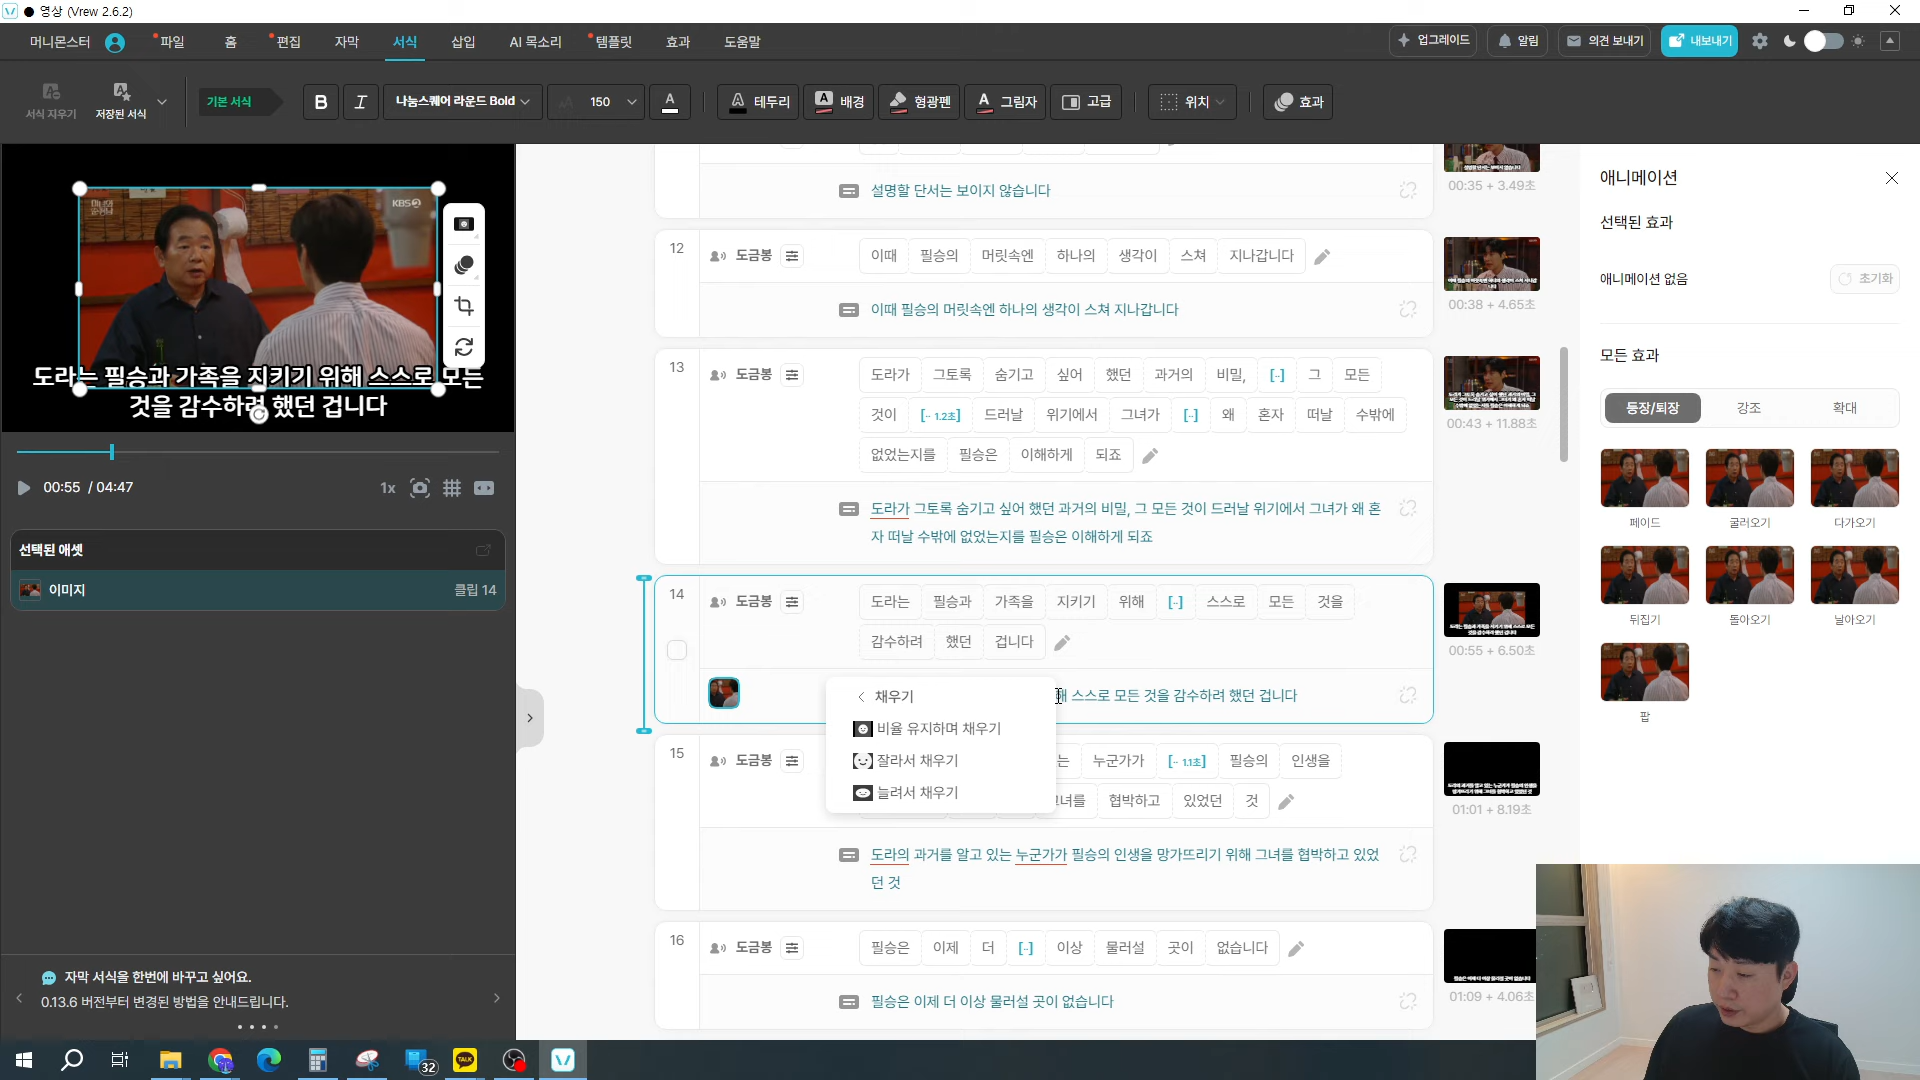 ● 영상 (Vrew 2.6.2)
머니몬스터 파일 홈 편집 자막 서식 삽입 AI 목소리 템플릿 효과 도움말 업그레이드 알림 의견 보내기 내보내기
서식 지우기 저장된 서식 기본 서식 B I 나눔스퀘어 라운드 Bold 150 A 테두리 배경 형광펜 그림자 고급 위치 효과
미녀와 순정남
KBS2
도라는 필승과 가족을 지키기 위해 스스로 모든
것을 감수하려 했던 겁니다
00:55 / 04:47 1x
선택된 애셋
이미지 클립 14
자막 서식을 한번에 바꾸고 싶어요.
0.13.6 버전부터 변경된 방법을 안내드립니다.
설명할 단서는 보이지 않습니다
00:35 + 3.49초
12 도금봉 이때 필승의 머릿속엔 하나의 생각이 스쳐 지나갑니다
이때 필승의 머릿속엔 하나의 생각이 스쳐 지나갑니다
00:38 + 4.65초
13 도금봉 도라가 그토록 숨기고 싶어 했던 과거의 비밀, [··] 그 모든
것이 [·· 1.2초] 드러날 위기에서 그녀가 [··] 왜 혼자 떠날 수밖에
없었는지를 필승은 이해하게 되죠
00:43 + 11.88초
도라가 그토록 숨기고 싶어 했던 과거의 비밀, 그 모든 것이 드러날 위기에서 그녀가 왜 혼
자 떠날 수밖에 없었는지를 필승은 이해하게 되죠
14 도금봉 도라는 필승과 가족을 지키기 위해 [··] 스스로 모든 것을
감수하려 했던 겁니다
00:55 + 6.50초
해 스스로 모든 것을 감수하려 했던 겁니다
채우기
비율 유지하며 채우기
잘라서 채우기
늘려서 채우기
15 도금봉 는 누군가가 [·· 1.1초] 필승의 인생을
그녀를 협박하고 있었던 것
01:01 + 8.19초
도라의 과거를 알고 있는 누군가가 필승의 인생을 망가뜨리기 위해 그녀를 협박하고 있었
던 것
16 도금봉 필승은 이제 더 [··] 이상 물러설 곳이 없습니다
필승은 이제 더 이상 물러설 곳이 없습니다
01:09 + 4.06초
애니메이션
선택된 효과
애니메이션 없음 초기화
모든 효과
등장/퇴장 강조 확대
페이드 굴러오기 다가오기
뒤집기 돌아오기 날아오기
팝
TALK
32